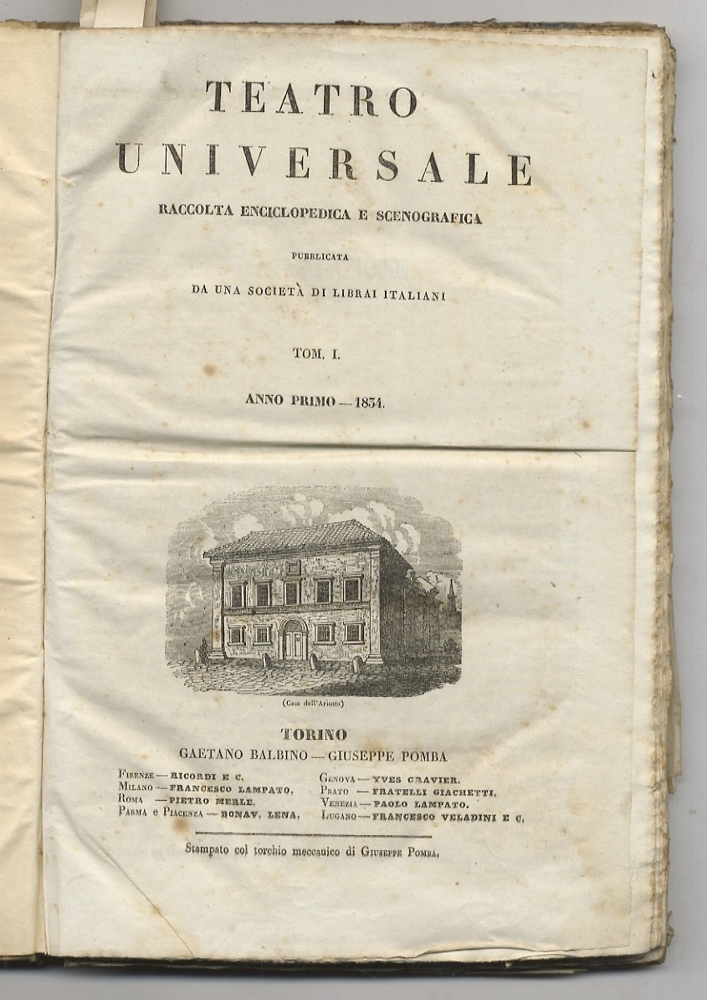 TEATRO
UNIVERSALE
RACCOLTA ENCICLOPEDICA E SCENOGRAFICA
PUBBLICATA
DA UNA SOCIETÀ DI LIBRAI ITALIANI
TOM. I.
ANNO PRIMO — 1834.
(Casa dell'Ariosto)
TORINO
GAETANO BALBINO — GIUSEPPE POMBA
FIRENZE — RICORDI E C.
MILANO — FRANCESCO LAMPATO.
ROMA — PIETRO MERLE.
PARMA e PIACENZA — BONAV. LENA.
GENOVA — YVES GRAVIER.
PRATO — FRATELLI GIACHETTI.
VENEZIA — PAOLO LAMPATO.
LUGANO — FRANCESCO VELADINI E C.
Stampato col torchio meccanico di GIUSEPPE POMBA.